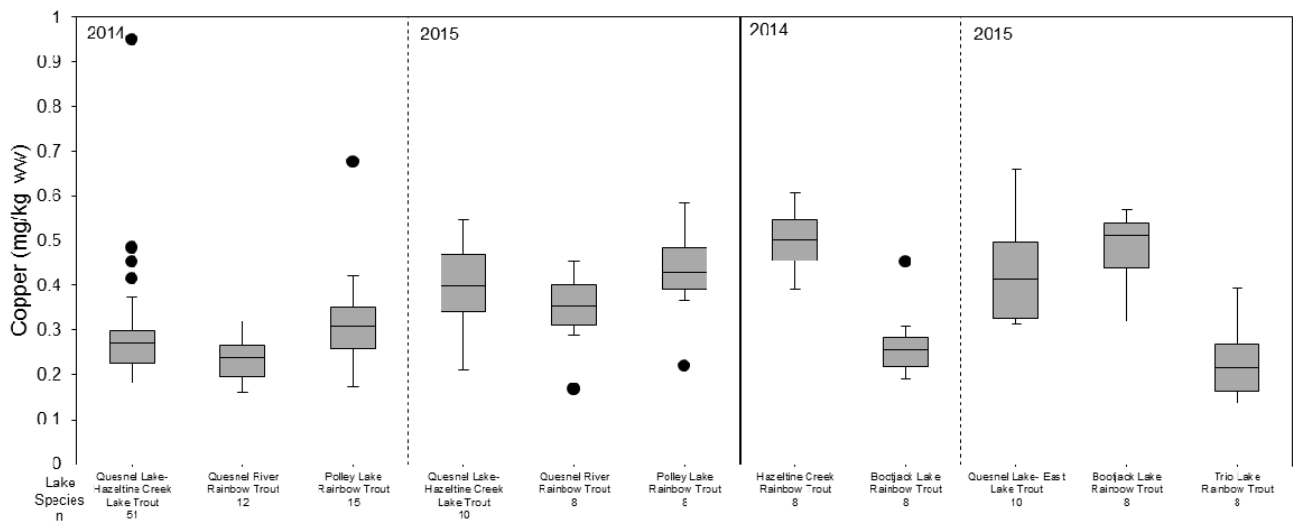 1
0.9
0.8
0.7
0.6
0.5
0.4
0.3
0.2
0.1
0
Copper (mg/kg ww)
2014
2015
2014
2015
Lake
Species
n
Quesnel Lake-
Hazeltine Creek
Lake Trout
51
Quesnel River
Rainbow Trout
12
Polley Lake
Rainbow Trout
15
Quesnel Lake-
Hazeltine Creek
Lake Trout
10
Quesnel River
Rainbow Trout
8
Polley Lake
Rainbow Trout
8
Hazeltine Creek
Rainbow Trout
8
Bootjack Lake
Rainbow Trout
8
Quesnel Lake- East
Lake Trout
10
Bootjack Lake
Rainbow Trout
8
Trio Lake
Rainbow Trout
8